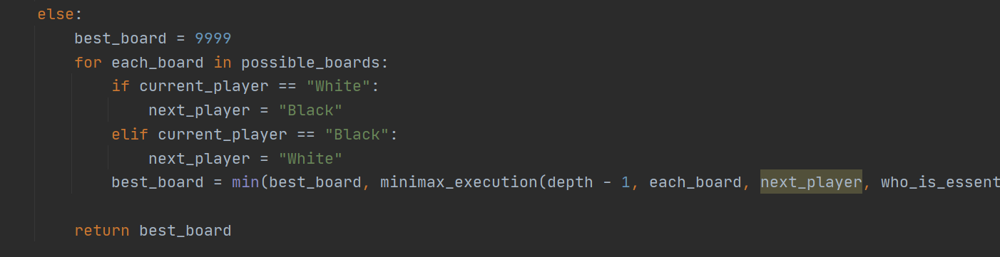 else:
best_board = 9999
for each_board in possible_boards:
if current_player == "White":
next_player = "Black"
elif current_player == "Black":
next_player = "White"
best_board = min(best_board, minimax_execution(depth - 1, each_board, next_player, who_is_essent
return best_board